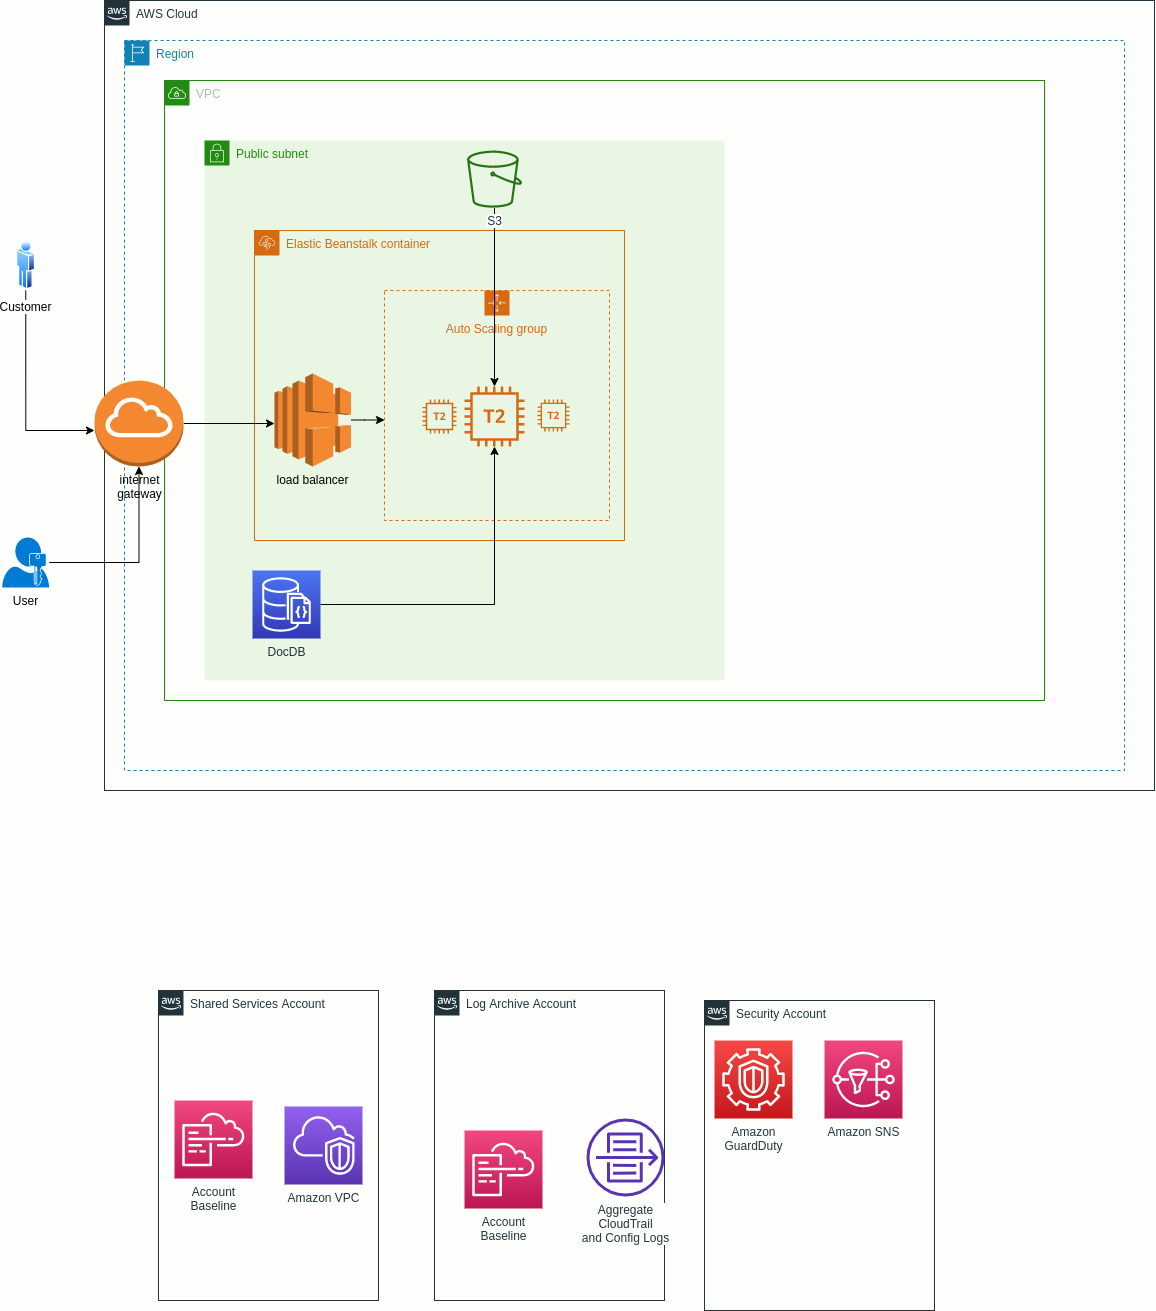 aws
AWS Cloud
Region
VPC
Public subnet
S3
Elastic Beanstalk container
Customer
Auto Scaling group
T2
T2
T2
load balancer
internet
gateway
User
DocDB
aws
Shared Services Account
aws
Log Archive Account
aws
Security Account
Amazon
GuardDuty
Amazon SNS
Account
Baseline
Amazon VPC
Account
Baseline
Aggregate
CloudTrail
and Config Logs